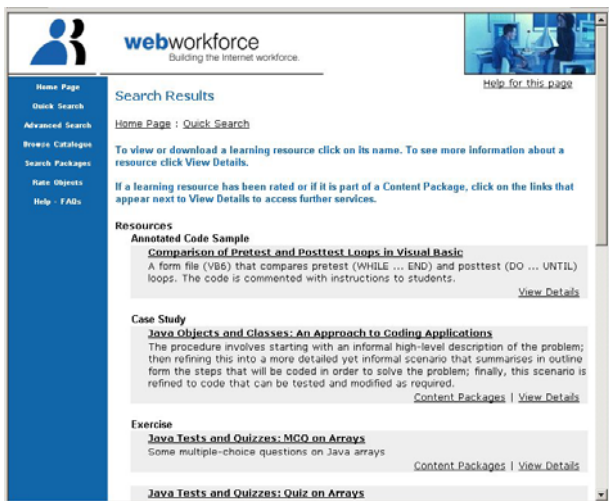 webworkforce
Building the internet workforce.
Help for this page
Home Page
Quick Search
Advanced Search
Browse Catalogue
Search Packages
Rate Objects
Help - FAQs
Search Results
Home Page : Quick Search
To view or download a learning resource click on its name. To see more information about a
resource click View Details.
If a learning resource has been rated or if it is part of a Content Package, click on the links that
appear next to View Details to access further services.
Resources
Annotated Code Sample
Comparison of Pretest and Posttest Loops in Visual Basic
A form file (VB6) that compares pretest (WHILE ... END) and posttest (DO ... UNTIL)
loops. The code is commented with instructions to students.
View Details
Case Study
Java Objects and Classes: An Approach to Coding Applications
The procedure involves starting with an informal high-level description of the problem;
then refining this into a more detailed yet informal scenario that summarises in outline
form the steps that will be coded in order to solve the problem; finally, this scenario is
refined to code that can be tested and modified as required.
Content Packages | View Details
Exercise
Java Tests and Quizzes: MCQ on Arrays
Some multiple-choice questions on Java arrays
Content Packages | View Details
Java Tests and Quizzes: Quiz on Arrays